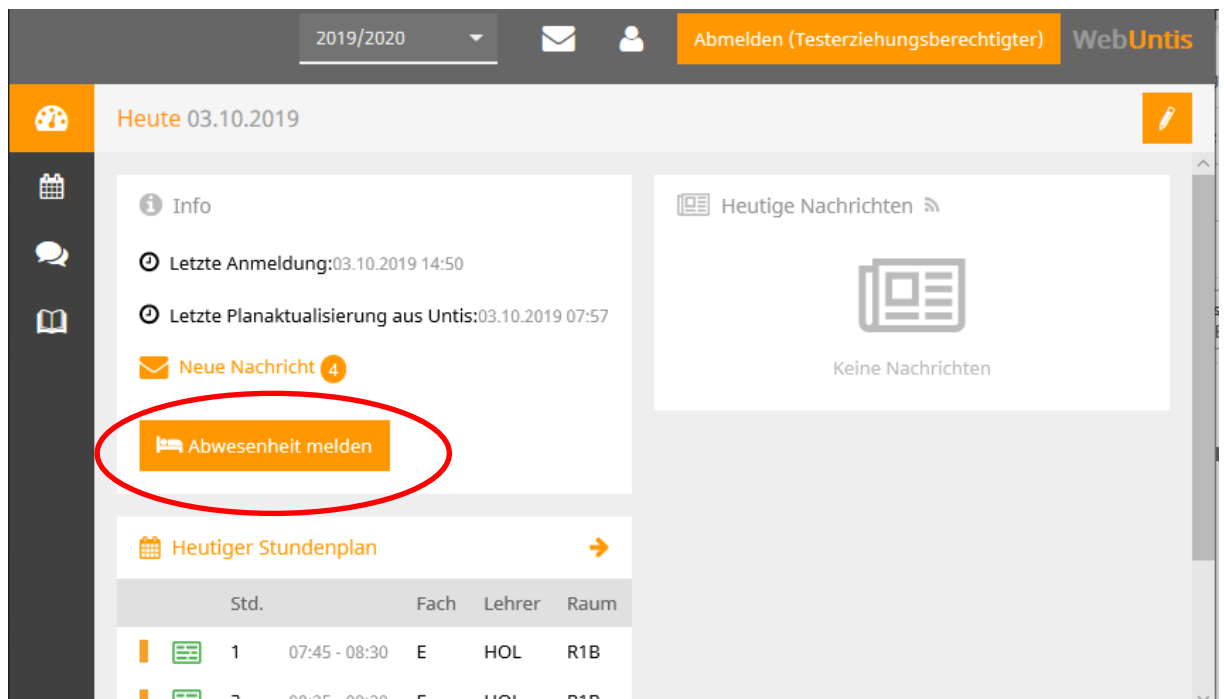 2019/2020
Abmelden (Testerziehungsberechtigter)
WebUntis
Heute 03.10.2019
Info
Letzte Anmeldung:03.10.2019 14:50
Letzte Planaktualisierung aus Untis:03.10.2019 07:57
Neue Nachricht 4
Abwesenheit melden
Heutige Nachrichten
Keine Nachrichten
Heutiger Stundenplan
Std. Fach Lehrer Raum
1 07:45 - 08:30 E HOL R1B